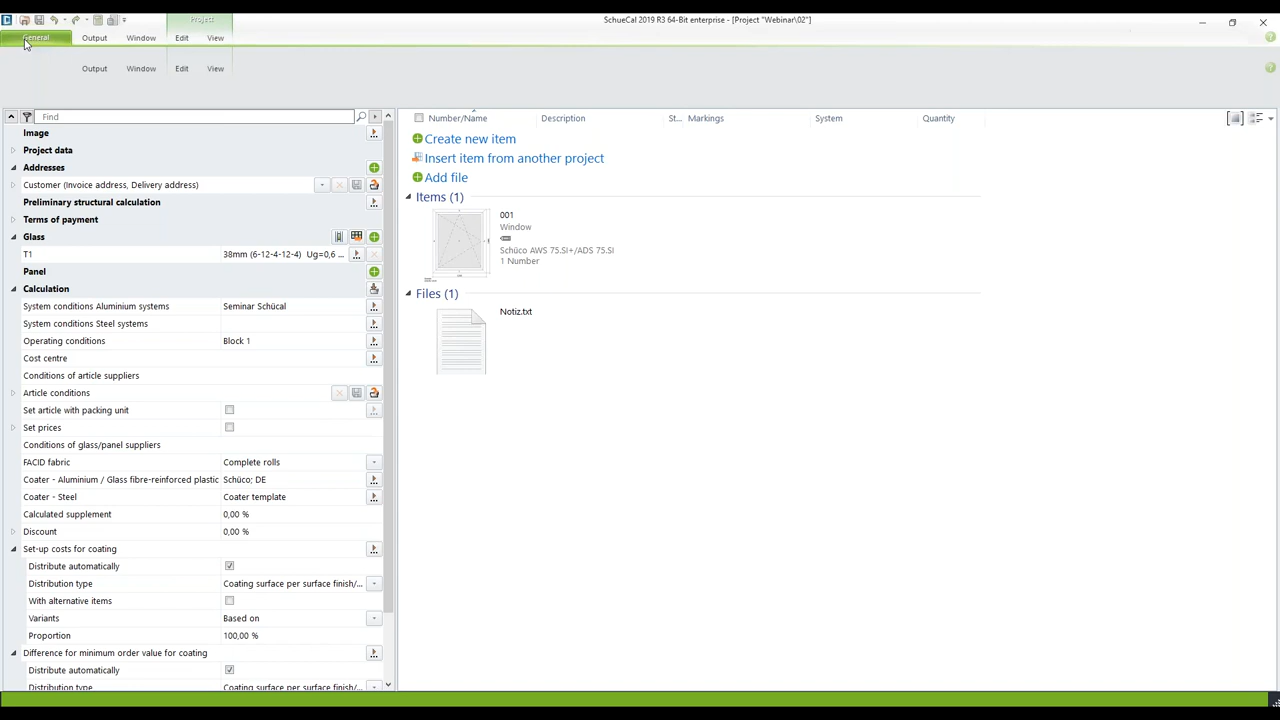 Project
SchueCal 2019 R3 64-Bit enterprise - [Project "Webinar\02"]
General Output Window Edit View
Output Window Edit View
Find
Number/Name Description St... Markings System Quantity
Image
Project data
Addresses
Customer (Invoice address, Delivery address)
Preliminary structural calculation
Terms of payment
Glass
T1 38mm (6-12-4-12-4) Ug=0,6 ...
Panel
Calculation
System conditions Aluminium systems Seminar Schücal
System conditions Steel systems
Operating conditions Block 1
Cost centre
Conditions of article suppliers
Article conditions
Set article with packing unit
Set prices
Conditions of glass/panel suppliers
FACID fabric Complete rolls
Coater - Aluminium / Glass fibre-reinforced plastic Schüco; DE
Coater - Steel Coater template
Calculated supplement 0,00 %
Discount 0,00 %
Set-up costs for coating
Distribute automatically
Distribution type Coating surface per surface finish/...
With alternative items
Variants Based on
Proportion 100,00 %
Difference for minimum order value for coating
Distribute automatically
Distribution type Coating surface per surface finish/...
Create new item
Insert item from another project
Add file
Items (1)
001
Window
Schüco AWS 75.SI+/ADS 75.SI
1 Number
Files (1)
Notiz.txt